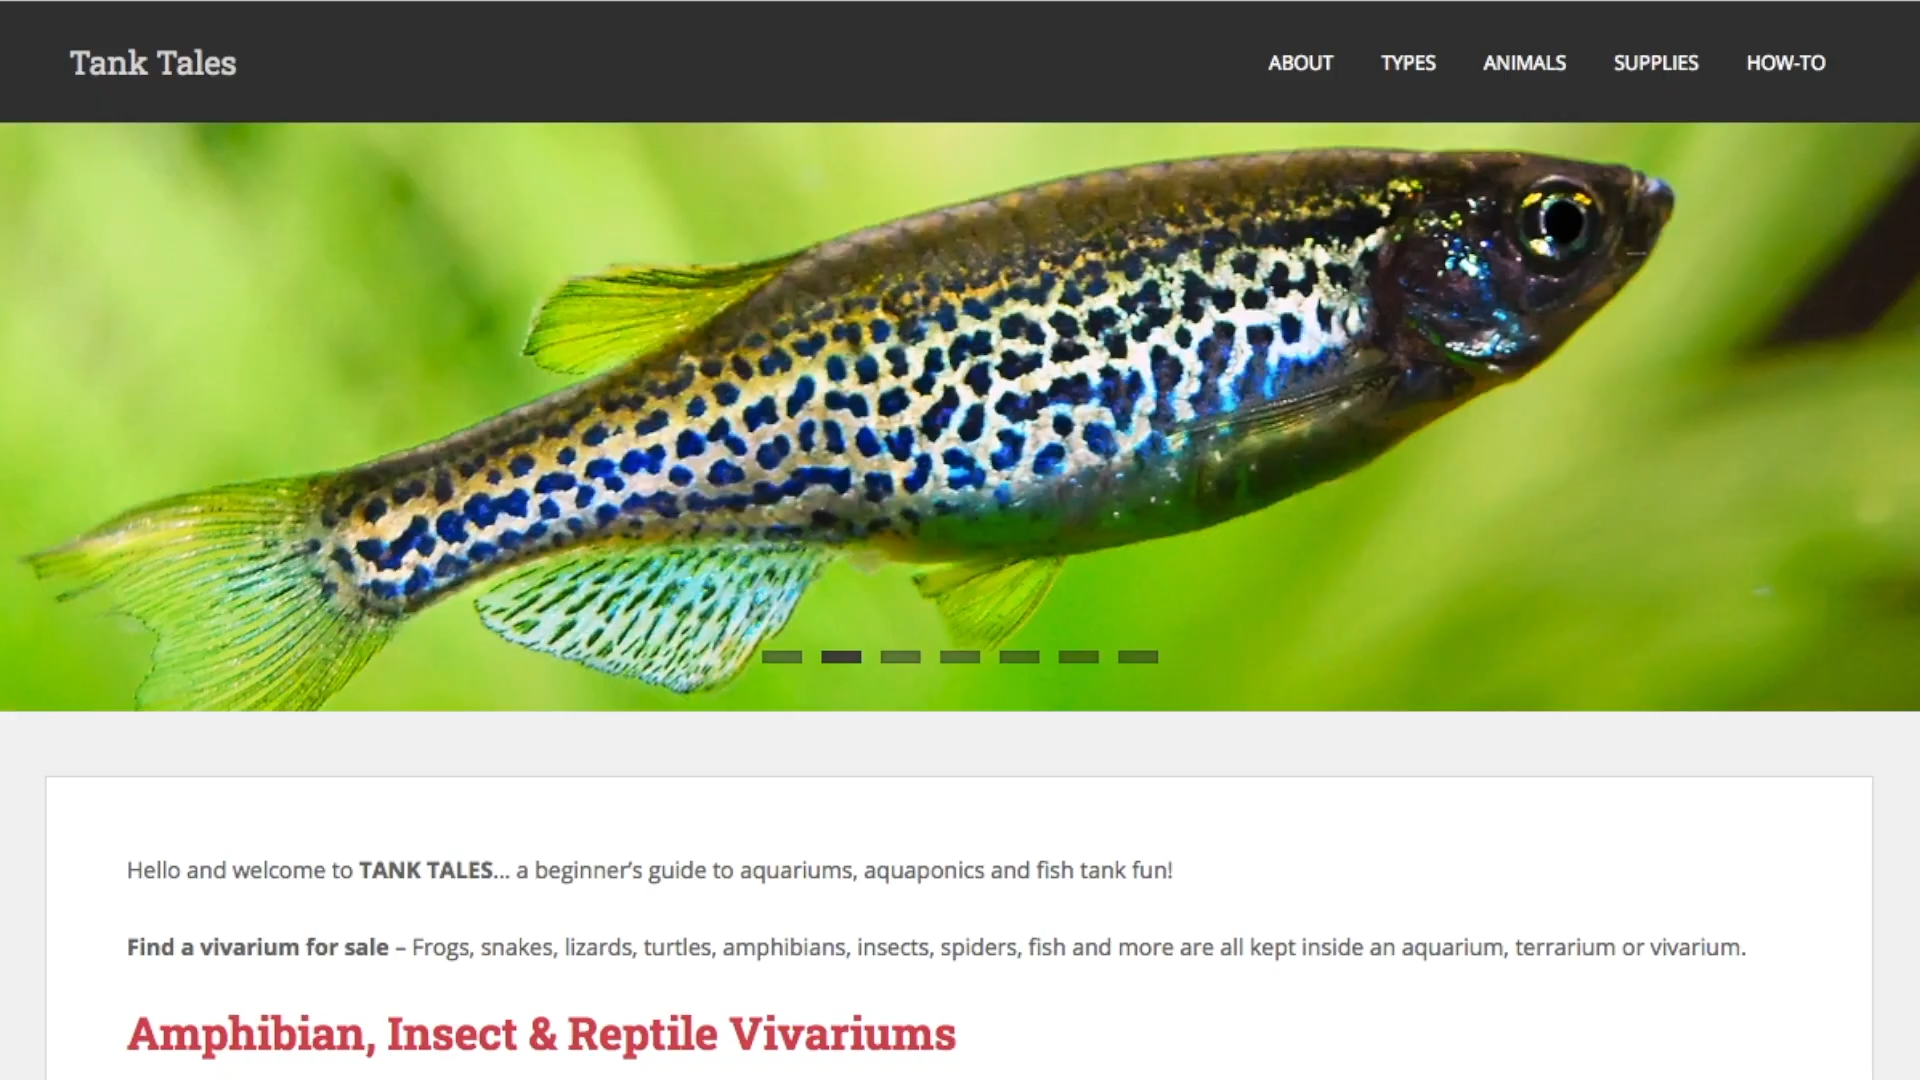 Tank Tales
ABOUT TYPES ANIMALS SUPPLIES HOW-TO
Hello and welcome to TANK TALES... a beginner’s guide to aquariums, aquaponics and fish tank fun!
Find a vivarium for sale – Frogs, snakes, lizards, turtles, amphibians, insects, spiders, fish and more are all kept inside an aquarium, terrarium or vivarium.
Amphibian, Insect & Reptile Vivariums